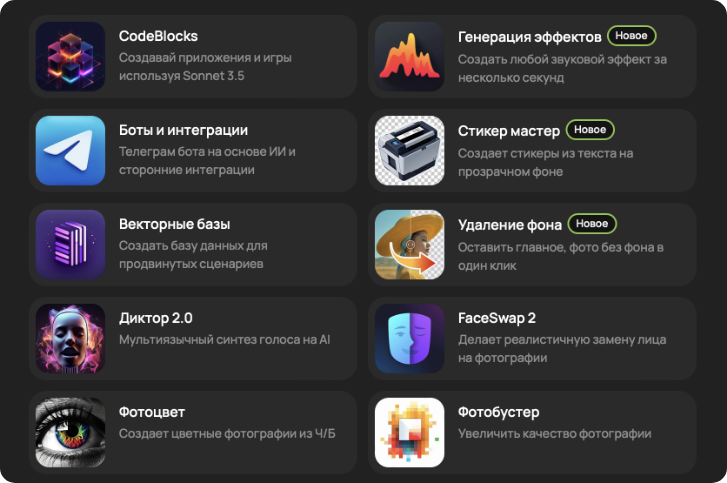 CodeBlocks
Создавай приложения и игры
используя Sonnet 3.5
Генерация эффектов Новое
Создать любой звуковой эффект за
несколько секунд
Боты и интеграции
Телеграм бота на основе ИИ и
сторонние интеграции
Стикер мастер Новое
Создает стикеры из текста на
прозрачном фоне
Векторные базы
Создать базу данных для
продвинутых сценариев
Удаление фона Новое
Оставить главное, фото без фона в
один клик
Диктор 2.0
Мультиязычный синтез голоса на AI
FaceSwap 2
Делает реалистичную замену лица
на фотографии
Фотоцвет
Создает цветные фотографии из Ч/Б
Фотобустер
Увеличить качество фотографии